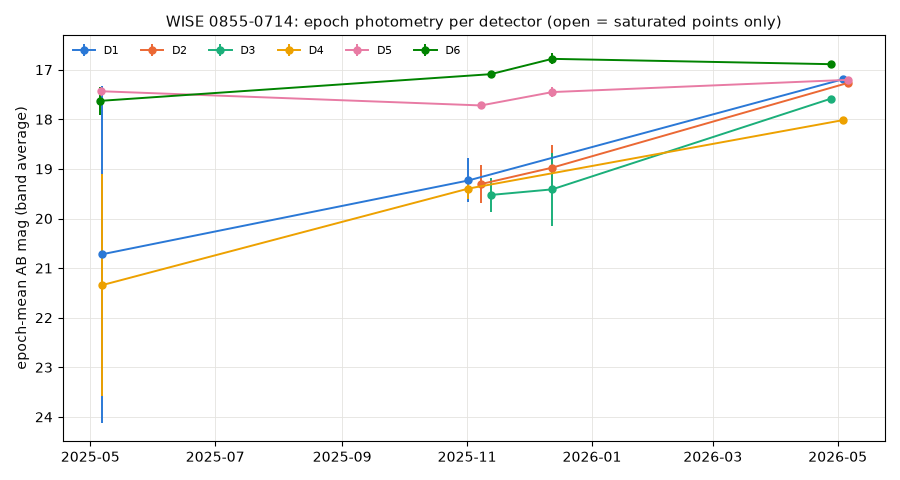 WISE 0855-0714: epoch photometry per detector (open = saturated points only)
D1 D2 D3 D4 D5 D6
epoch-mean AB mag (band average)
17
18
19
20
21
22
23
24
2025-05 2025-07 2025-09 2025-11 2026-01 2026-03 2026-05